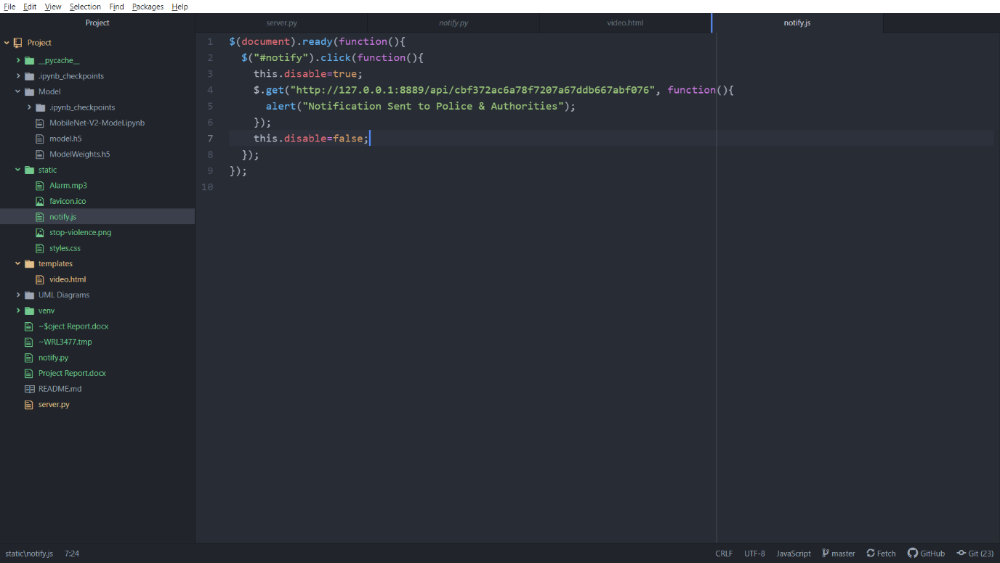 File Edit View Selection Find Packages Help
Project
server.py notify.py video.html notify.js
Project
__pycache__
.ipynb_checkpoints
Model
.ipynb_checkpoints
MobileNet-V2-Model.ipynb
model.h5
ModelWeights.h5
static
Alarm.mp3
favicon.ico
notify.js
stop-violence.png
styles.css
templates
video.html
UML Diagrams
venv
~$oject Report.docx
~WRL3477.tmp
notify.py
Project Report.docx
README.md
server.py
1 $(document).ready(function(){
2 $("#notify").click(function(){
3 this.disable=true;
4 $.get("http://127.0.0.1:8889/api/cbf372ac6a78f7207a67ddb667abf076", function(){
5 alert("Notification Sent to Police & Authorities");
6 });
7 this.disable=false;
8 });
9 });
10
static\notify.js 7:24 CRLF UTF-8 JavaScript master Fetch GitHub Git (23)